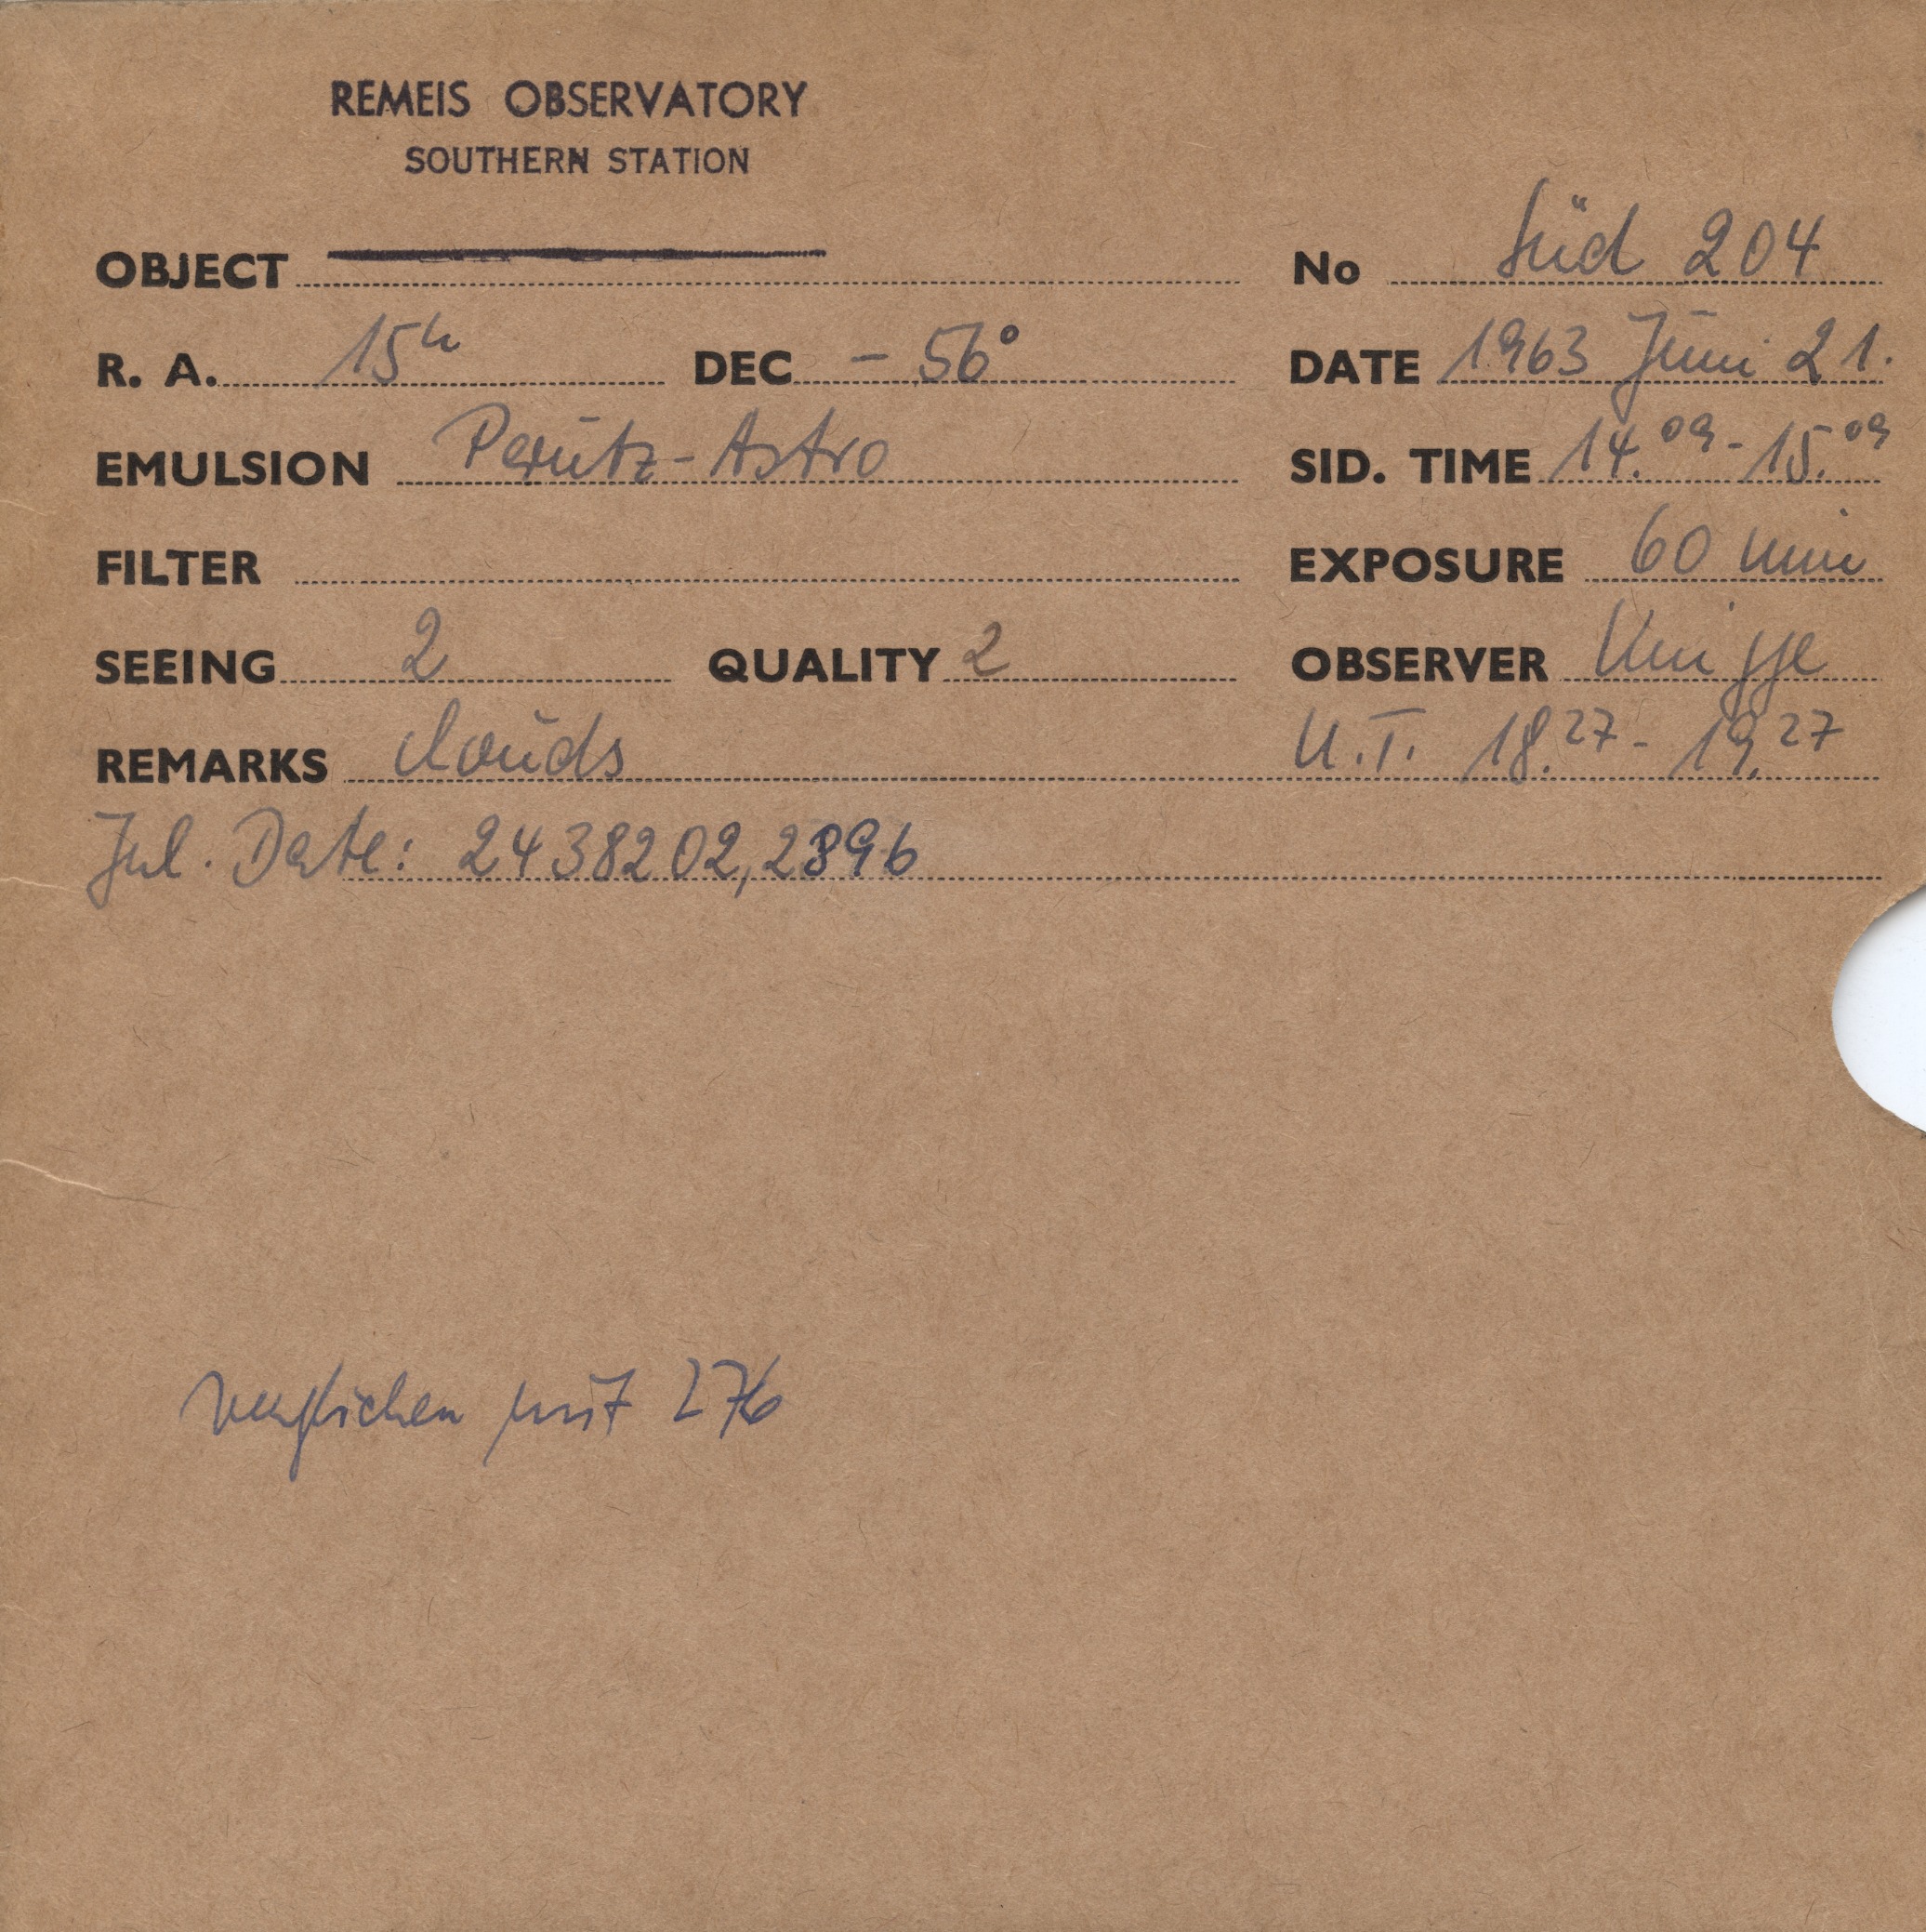 REMEIS OBSERVATORY
SOUTHERN STATION
OBJECT No Süd 204
R. A. 15h DEC - 56° DATE 1963 Juni 21.
EMULSION Perutz-Astro SID. TIME 14.09 - 15.09
FILTER EXPOSURE 60 min
SEEING 2 QUALITY 2 OBSERVER Knigge
REMARKS clouds U.T. 18.27 - 19.27
Jul. Date: 2438202,2896
verglichen mit 276